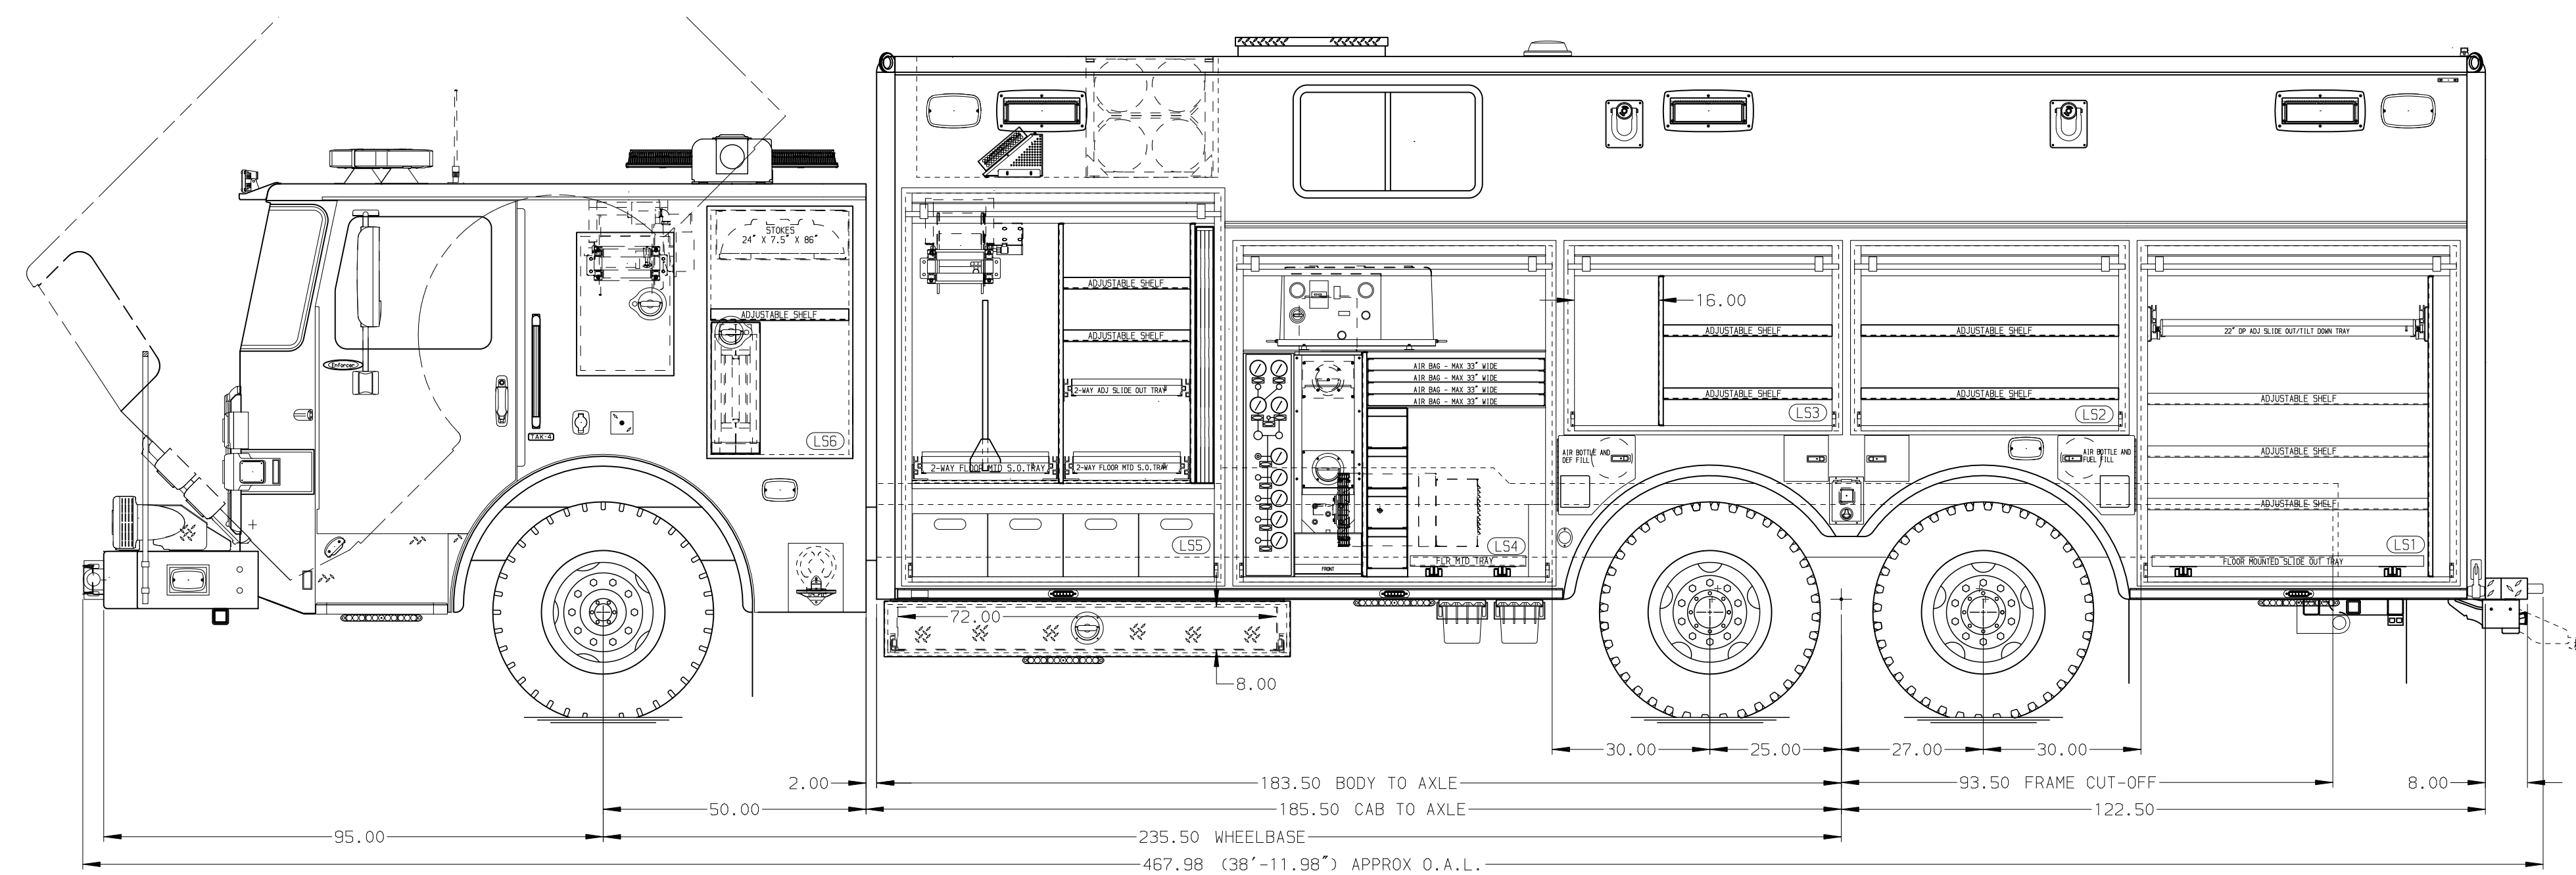 STOKES
24" X 7.5" X 86"
ADJUSTABLE SHELF
LS6
Enforcer
TAK-4
ADJUSTABLE SHELF
ADJUSTABLE SHELF
2-WAY ADJ SLIDE OUT TRAY
2-WAY FLOOR MTD S.O.TRAY
2-WAY FLOOR MTD S.O.TRAY
LS5
AIR BAG - MAX 33" WIDE
AIR BAG - MAX 33" WIDE
AIR BAG - MAX 33" WIDE
AIR BAG - MAX 33" WIDE
LS4
FLR MTD TRAY
FRONT
16.00
ADJUSTABLE SHELF
ADJUSTABLE SHELF
LS3
ADJUSTABLE SHELF
ADJUSTABLE SHELF
LS2
AIR BOTTLE AND
DEF FILL
AIR BOTTLE AND
FUEL FILL
22" DP ADJ SLIDE OUT/TILT DOWN TRAY
ADJUSTABLE SHELF
ADJUSTABLE SHELF
ADJUSTABLE SHELF
LS1
FLOOR MOUNTED SLIDE OUT TRAY
72.00
8.00
30.00
25.00
27.00
30.00
2.00
183.50 BODY TO AXLE
93.50 FRAME CUT-OFF
8.00
50.00
185.50 CAB TO AXLE
122.50
95.00
235.50 WHEELBASE
467.98 (38'-11.98") APPROX O.A.L.